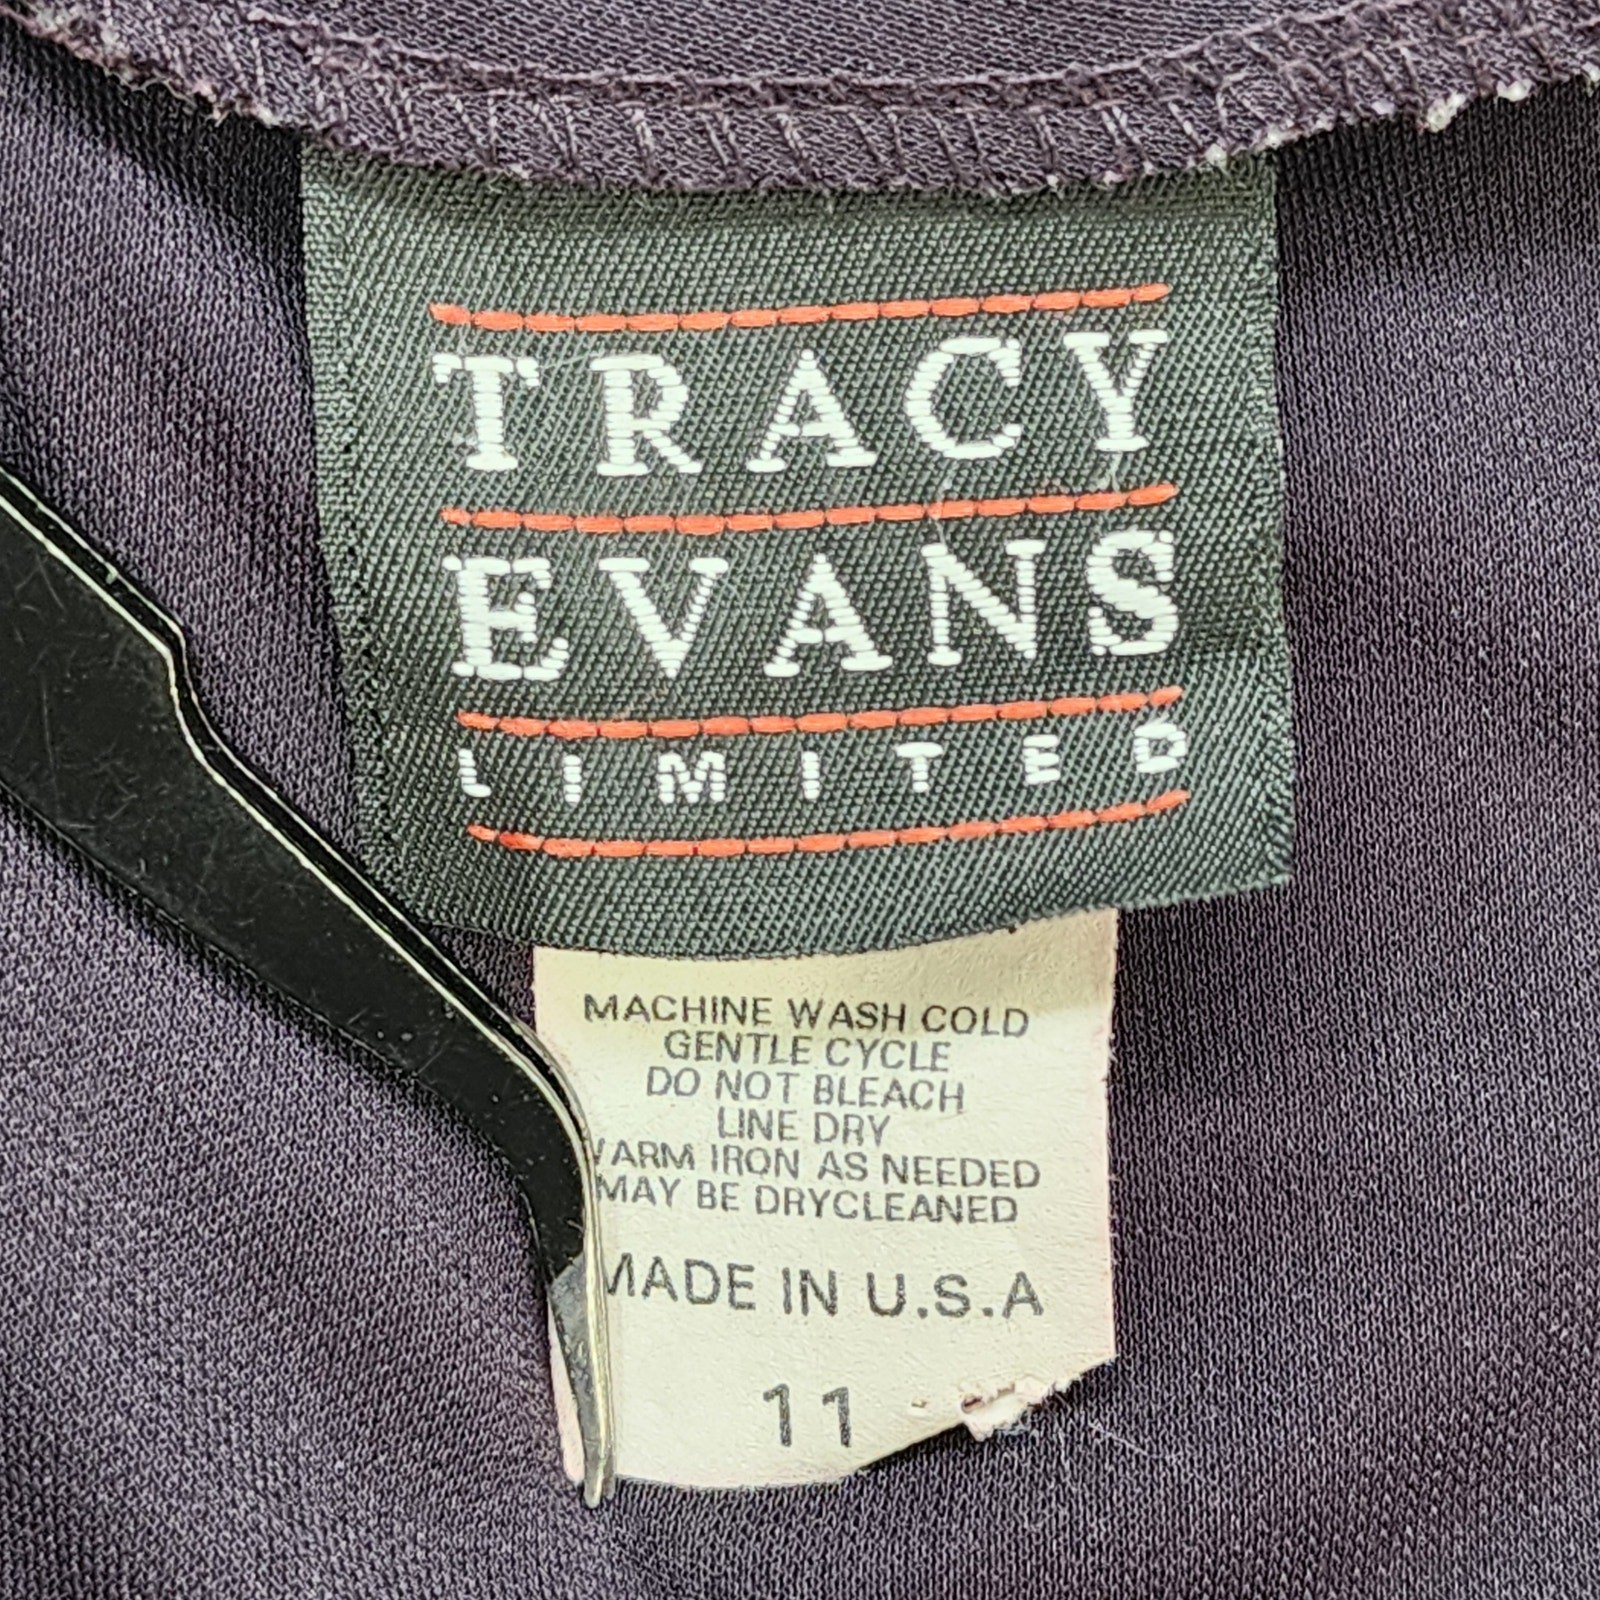 TRACY
EVANS
LIMITED
MACHINE WASH COLD
GENTLE CYCLE
DO NOT BLEACH
LINE DRY
WARM IRON AS NEEDED
MAY BE DRYCLEANED
MADE IN U.S.A
11